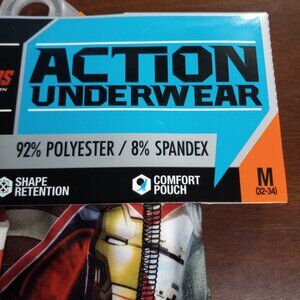 ACTION
UNDERWEAR
92% POLYESTER / 8% SPANDEX
SHAPE
RETENTION
COMFORT
POUCH
M
(32-34)